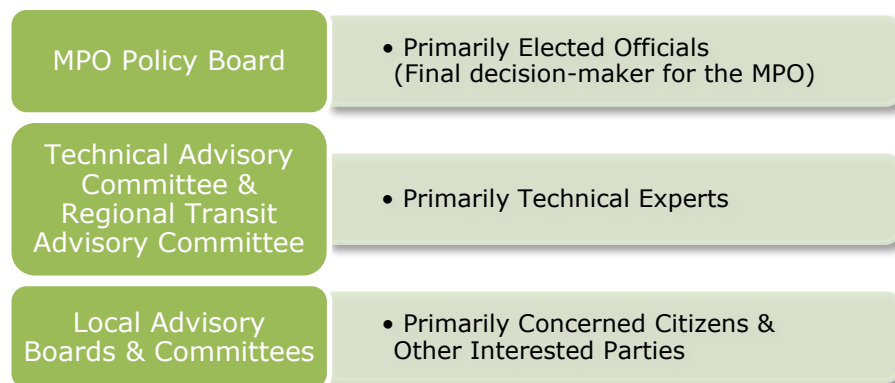 MPO Policy Board
• Primarily Elected Officials
(Final decision-maker for the MPO)
Technical Advisory
Committee &
Regional Transit
Advisory Committee
• Primarily Technical Experts
Local Advisory
Boards & Committees
• Primarily Concerned Citizens &
Other Interested Parties